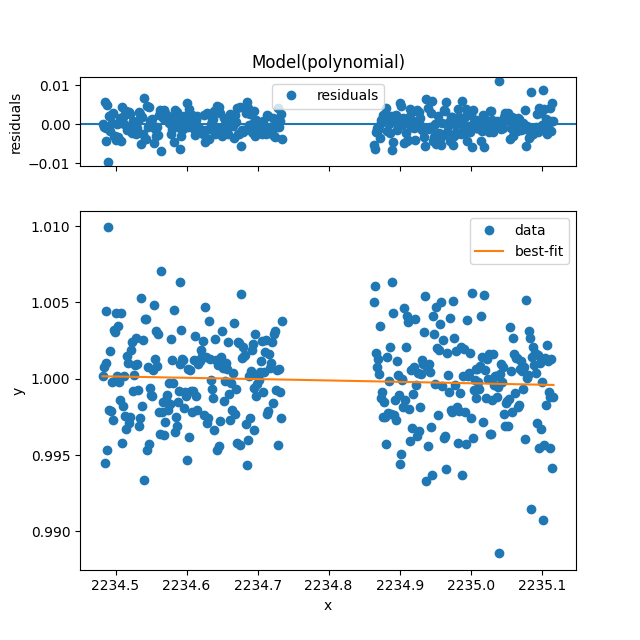 Model(polynomial)
residuals
0.01
0.00
−0.01
residuals
y
1.010
1.005
1.000
0.995
0.990
data
best-fit
2234.5 2234.6 2234.7 2234.8 2234.9 2235.0 2235.1
x